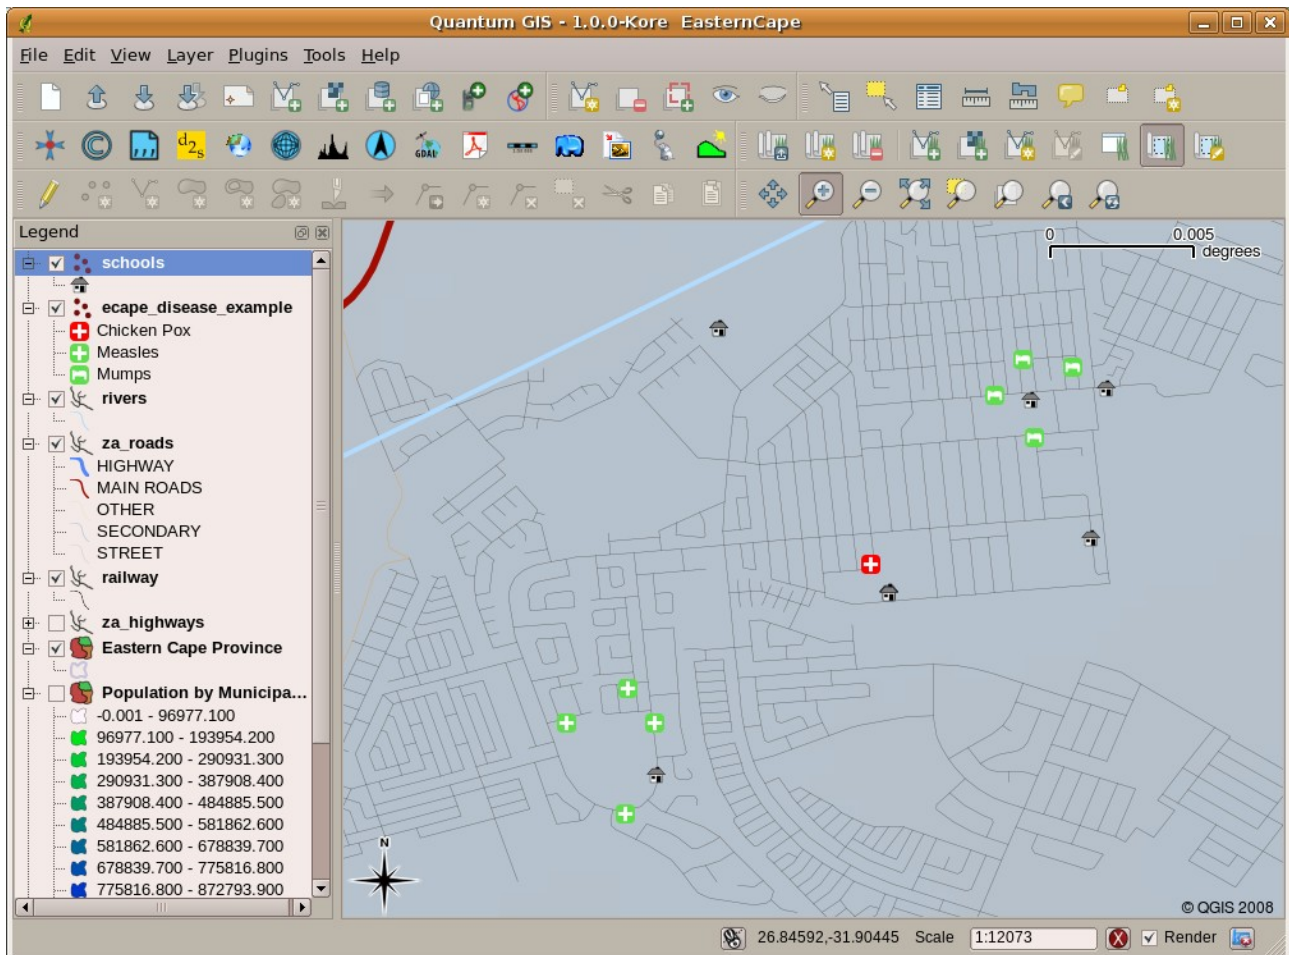 Quantum GIS - 1.0.0-Kore EasternCape
File Edit View Layer Plugins Tools Help
d2s
GDAL
Legend
schools
ecape_disease_example
Chicken Pox
Measles
Mumps
rivers
za_roads
HIGHWAY
MAIN ROADS
OTHER
SECONDARY
STREET
railway
za_highways
Eastern Cape Province
Population by Municipa...
-0.001 - 96977.100
96977.100 - 193954.200
193954.200 - 290931.300
290931.300 - 387908.400
387908.400 - 484885.500
484885.500 - 581862.600
581862.600 - 678839.700
678839.700 - 775816.800
775816.800 - 872793.900
0 0.005
degrees
N
© QGIS 2008
26.84592,-31.90445 Scale 1:12073 Render